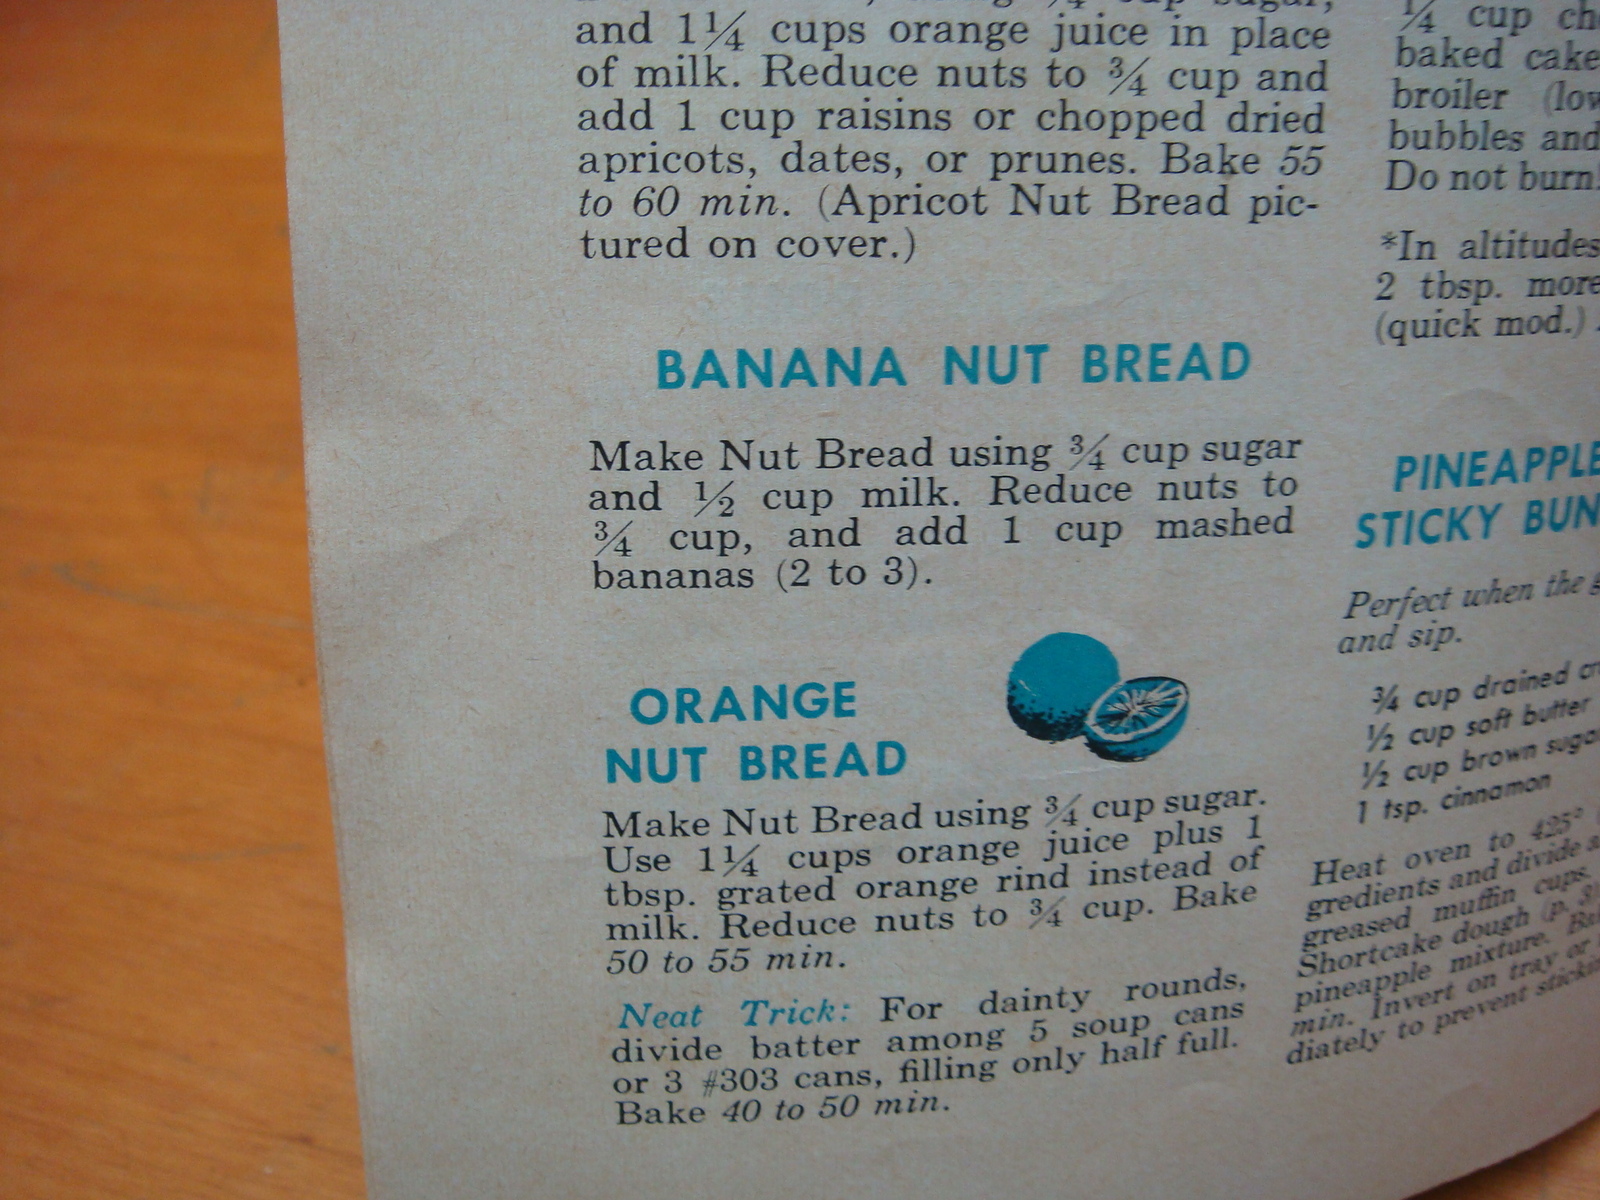 and 1¼ cups orange juice in place
of milk. Reduce nuts to ¾ cup and
add 1 cup raisins or chopped dried
apricots, dates, or prunes. Bake 55
to 60 min. (Apricot Nut Bread pic-
tured on cover.)
BANANA NUT BREAD
Make Nut Bread using ¾ cup sugar
and ½ cup milk. Reduce nuts to
¾ cup, and add 1 cup mashed
bananas (2 to 3).
ORANGE
NUT BREAD
Make Nut Bread using ¾ cup sugar.
Use 1¼ cups orange juice plus 1
tbsp. grated orange rind instead of
milk. Reduce nuts to ¾ cup. Bake
50 to 55 min.
Neat Trick: For dainty rounds,
divide batter among 5 soup cans
or 3 #303 cans, filling only half full.
Bake 40 to 50 min.
¼ cup
baked cake
broiler
bubbles and
Do not burn!
*In altitudes
2 tbsp. more
(quick mod.)
PINEAPPLE
STICKY BUN
Perfect when the
and sip.
¾ cup drained
½ cup soft butter
½ cup brown sugar
1 tsp. cinnamon
Heat oven to 425°
gredients and divide
greased muffin cups.
Shortcake dough (p. 3)
pineapple mixture.
min. Invert on tray or
diately to prevent